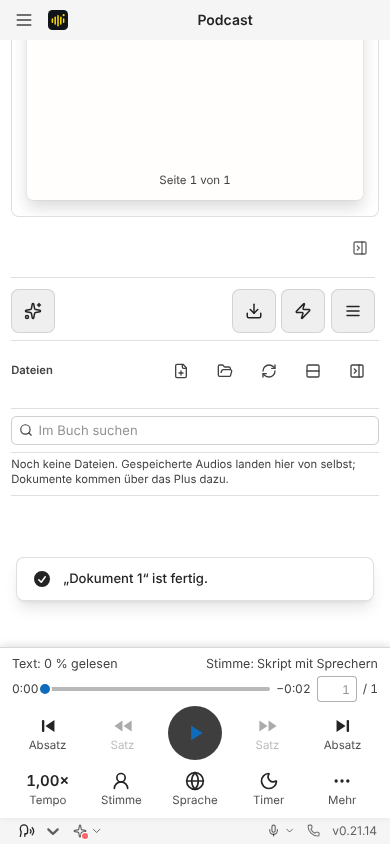 Podcast
Seite 1 von 1
Dateien
Im Buch suchen
Noch keine Dateien. Gespeicherte Audios landen hier von selbst;
Dokumente kommen über das Plus dazu.
„Dokument 1“ ist fertig.
Text: 0 % gelesen
Stimme: Skript mit Sprechern
0:00
−0:02
1
/ 1
Absatz
Satz
Satz
Absatz
1,00×
Tempo
Stimme
Sprache
Timer
Mehr
v0.21.14